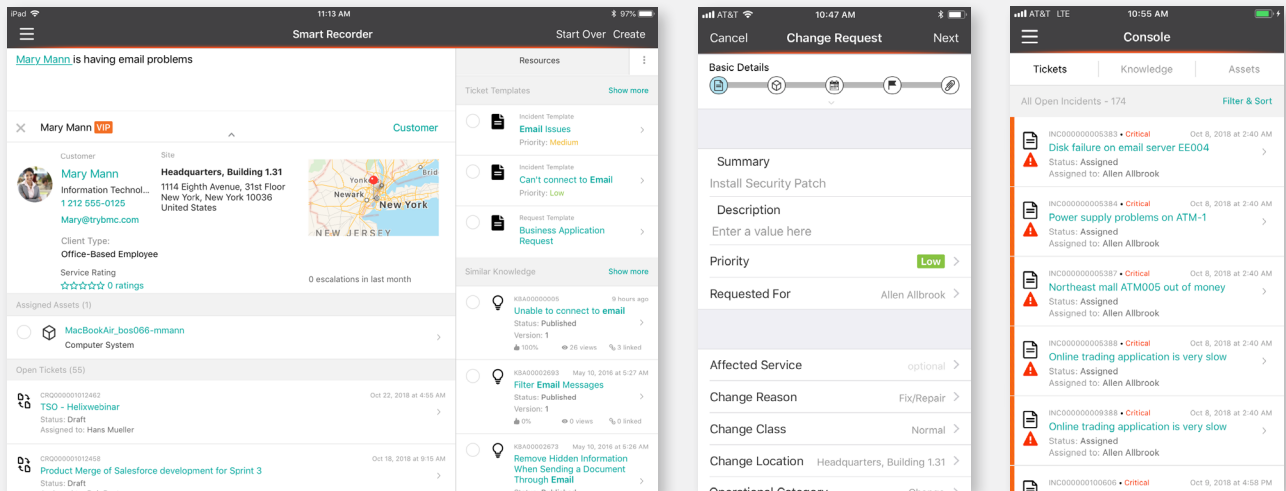 iPad
11:13 AM
97%
Smart Recorder
Start Over Create
Mary Mann is having email problems
Mary Mann VIP
Customer
Customer
Mary Mann
Information Technol...
1 212 555-0125
Mary@trybmc.com
Client Type:
Office-Based Employee
Service Rating
0 ratings
Site
Headquarters, Building 1.31
1114 Eighth Avenue, 31st Floor
New York, New York 10036
United States
Yonk
Brid
Newark
New York
NEW JERSEY
0 escalations in last month
Assigned Assets (1)
MacBookAir_bos066-mmann
Computer System
Open Tickets (55)
CRQ000001012462
Oct 22, 2018 at 4:55 AM
TSO - Helixwebinar
Status: Draft
Assigned to: Hans Mueller
CRQ000001012458
Oct 18, 2018 at 9:15 AM
Product Merge of Salesforce development for Sprint 3
Status: Draft
Resources
Ticket Templates
Show more
Incident Template
Email Issues
Priority: Medium
Incident Template
Can't connect to Email
Priority: Low
Request Template
Business Application
Request
Similar Knowledge
Show more
KBA00000005
9 hours ago
Unable to connect to email
Status: Published
Version: 1
100%
26 views
3 linked
KBA00002693
May 10, 2016 at 5:27 AM
Filter Email Messages
Status: Published
Version: 1
0%
0 views
0 linked
KBA00002673
May 10, 2016 at 5:26 AM
Remove Hidden Information
When Sending a Document
Through Email
AT&T
10:47 AM
Cancel
Change Request
Next
Basic Details
Summary
Install Security Patch
Description
Enter a value here
Priority
Low
Requested For
Allen Allbrook
Affected Service
optional
Change Reason
Fix/Repair
Change Class
Normal
Change Location
Headquarters, Building 1.31
AT&T LTE
10:55 AM
Console
Tickets
Knowledge
Assets
All Open Incidents - 174
Filter & Sort
INC000000005383 • Critical
Oct 8, 2018 at 2:40 AM
Disk failure on email server EE004
Status: Assigned
Assigned to: Allen Allbrook
INC000000005384 • Critical
Oct 8, 2018 at 2:40 AM
Power supply problems on ATM-1
Status: Assigned
Assigned to: Allen Allbrook
INC000000005387 • Critical
Oct 8, 2018 at 2:40 AM
Northeast mall ATM005 out of money
Status: Assigned
Assigned to: Allen Allbrook
INC000000005388 • Critical
Oct 8, 2018 at 2:40 AM
Online trading application is very slow
Status: Assigned
Assigned to: Allen Allbrook
INC000000009388 • Critical
Oct 8, 2018 at 2:40 AM
Online trading application is very slow
Status: Assigned
Assigned to: Allen Allbrook
INC000000100606 • Critical
Oct 9, 2018 at 4:58 PM